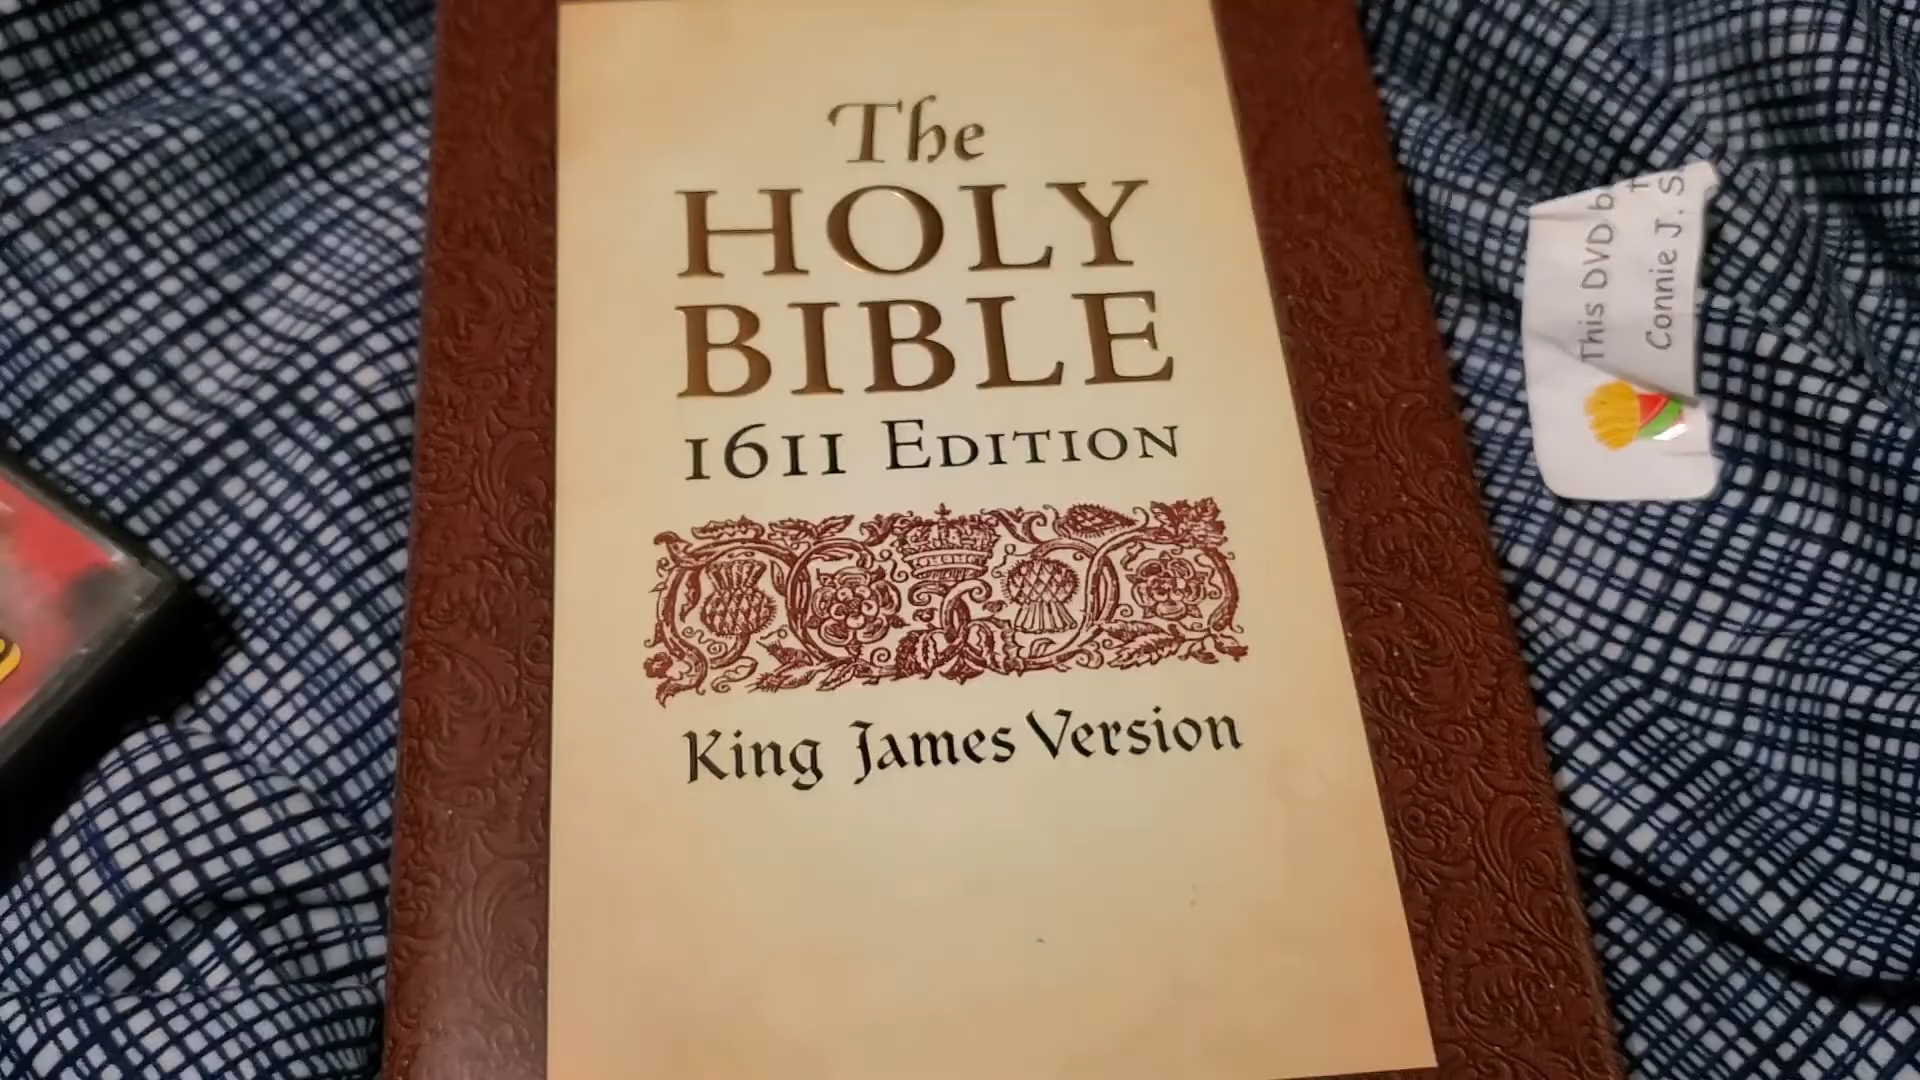 The
HOLY
BIBLE
1611 EDITION
King James Version
This DVD b
Connie J. S